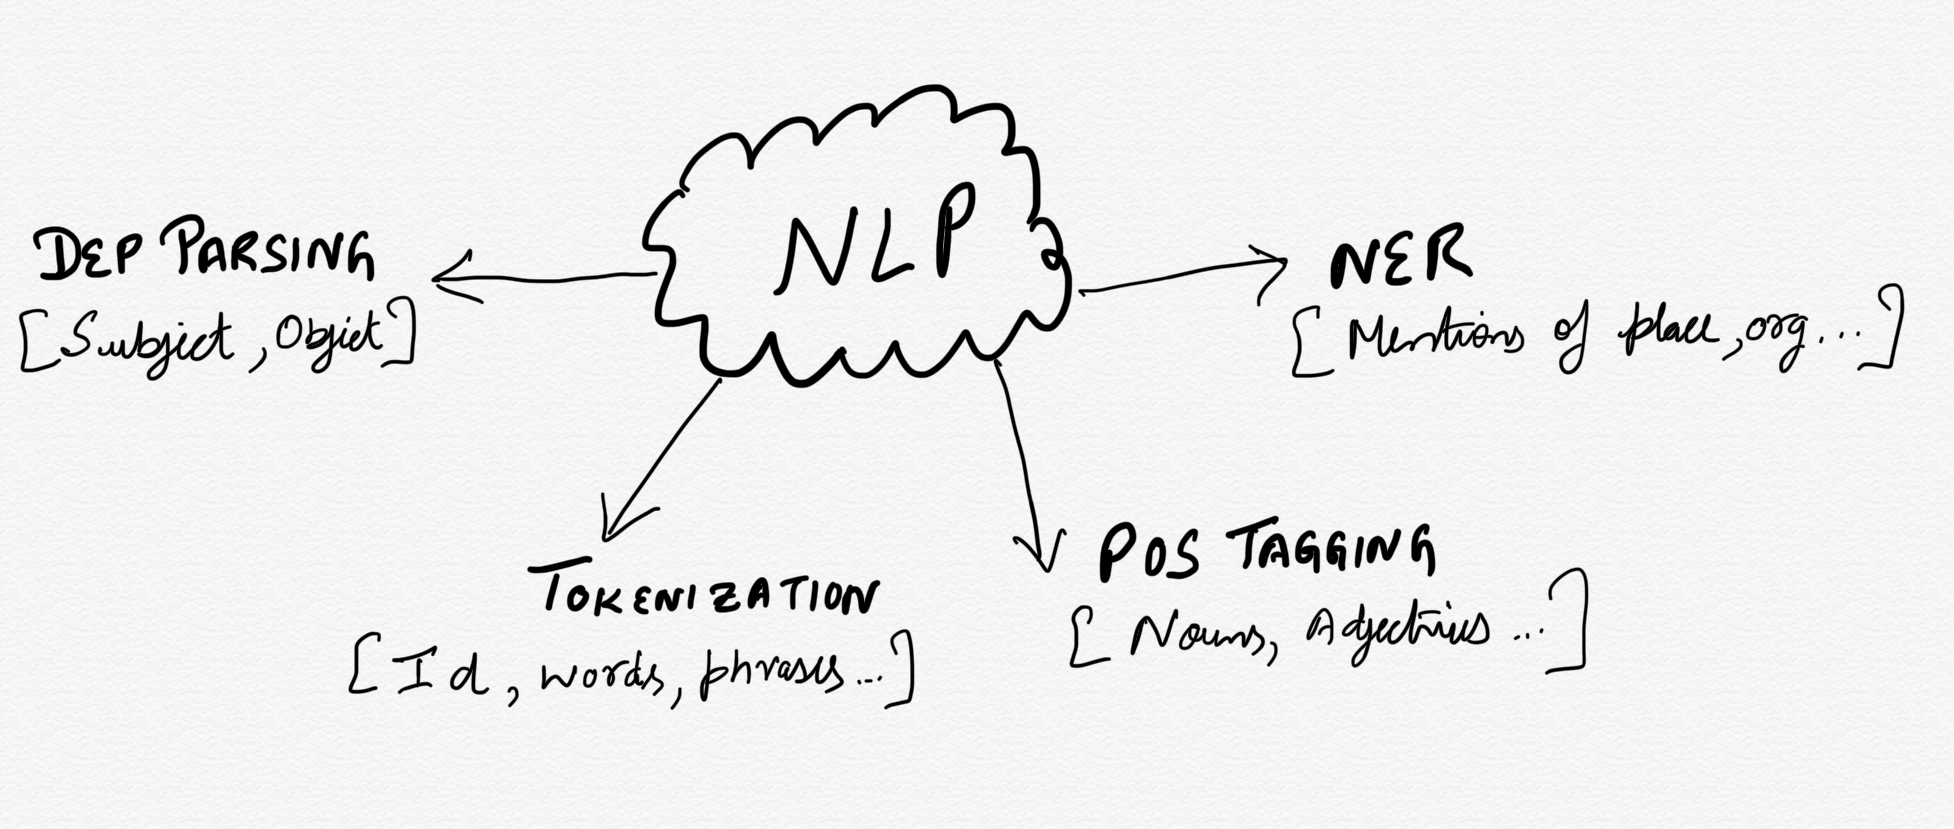 NLP
DEP PARSING
[Subject, Object]
NER
[Mentions of place, org...]
TOKENIZATION
[Id, words, phrases...]
POS TAGGING
[Nouns, Adjectives...]